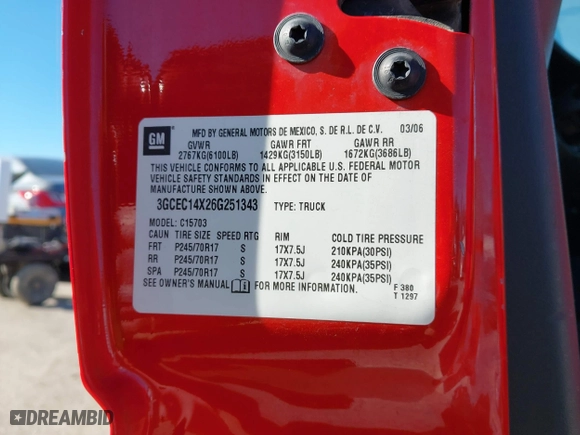 MFD BY GENERAL MOTORS DE MEXICO, S. DE R.L. DE C.V. 03/06
GM
GVWR GAWR FRT GAWR RR
2767KG(6100LB) 1429KG(3150LB) 1672KG(3686LB)
THIS VEHICLE CONFORMS TO ALL APPLICABLE U.S. FEDERAL MOTOR
VEHICLE SAFETY STANDARDS IN EFFECT ON THE DATE OF
MANUFACTURE SHOWN ABOVE.
3GCEC14X26G251343 TYPE: TRUCK
MODEL: C15703
CAUN TIRE SIZE SPEED RTG RIM COLD TIRE PRESSURE
FRT P245/70R17 S 17X7.5J 210KPA(30PSI)
RR P245/70R17 S 17X7.5J 240KPA(35PSI)
SPA P245/70R17 S 17X7.5J 240KPA(35PSI)
SEE OWNER'S MANUAL FOR MORE INFORMATION
F 380
T 1297
DREAMBID